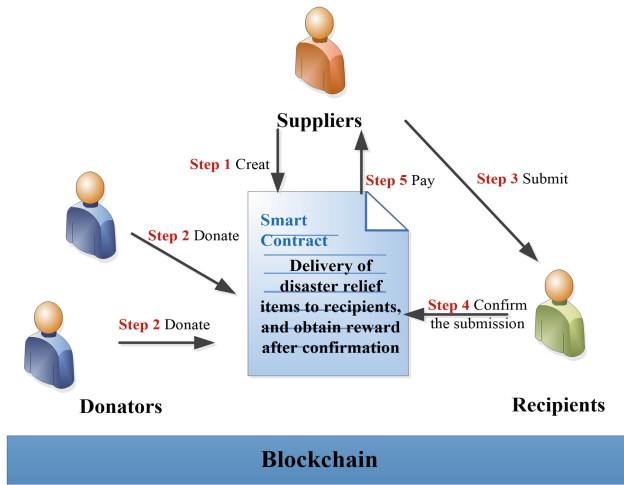 Suppliers
Step 1 Creat
Step 5 Pay
Step 3 Submit
Step 2 Donate
Smart
Contract
Delivery of
disaster relief
items to recipients,
and obtain reward
after confirmation
Step 2 Donate
Step 4 Confirm
the submission
Donators
Recipients
Blockchain